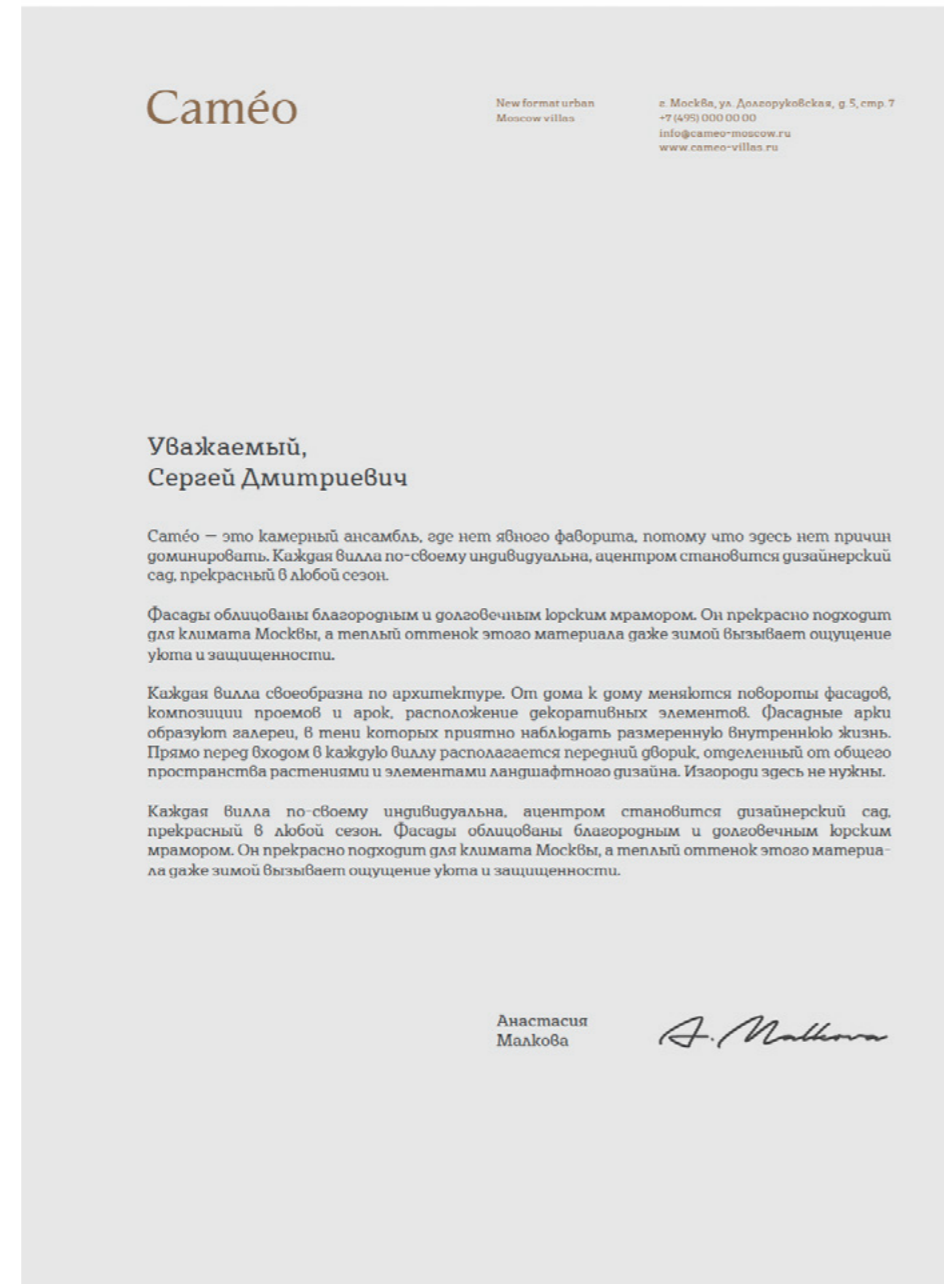 Caméo
New format urban
Moscow villas
г. Москва, ул. Долгоруковская, д. 5, стр. 7
+7 (495) 000 00 00
info@cameo-moscow.ru
www.cameo-villas.ru
Уважаемый,
Сергей Дмитриевич
Caméo — это камерный ансамбль, где нет явного фаворита, потому что здесь нет причин
доминировать. Каждая вилла по-своему индивидуальна, ацентром становится дизайнерский
сад, прекрасный в любой сезон.
Фасады облицованы благородным и долговечным юрским мрамором. Он прекрасно подходит
для климата Москвы, а теплый оттенок этого материала даже зимой вызывает ощущение
уюта и защищенности.
Каждая вилла своеобразна по архитектуре. От дома к дому меняются повороты фасадов,
композиции проемов и арок, расположение декоративных элементов. Фасадные арки
образуют галереи, в тени которых приятно наблюдать размеренную внутреннюю жизнь.
Прямо перед входом в каждую виллу располагается передний дворик, отделенный от общего
пространства растениями и элементами ландшафтного дизайна. Изгороди здесь не нужны.
Каждая вилла по-своему индивидуальна, ацентром становится дизайнерский сад,
прекрасный в любой сезон. Фасады облицованы благородным и долговечным юрским
мрамором. Он прекрасно подходит для климата Москвы, а теплый оттенок этого материа-
ла даже зимой вызывает ощущение уюта и защищенности.
Анастасия
Малкова
A. Malkova